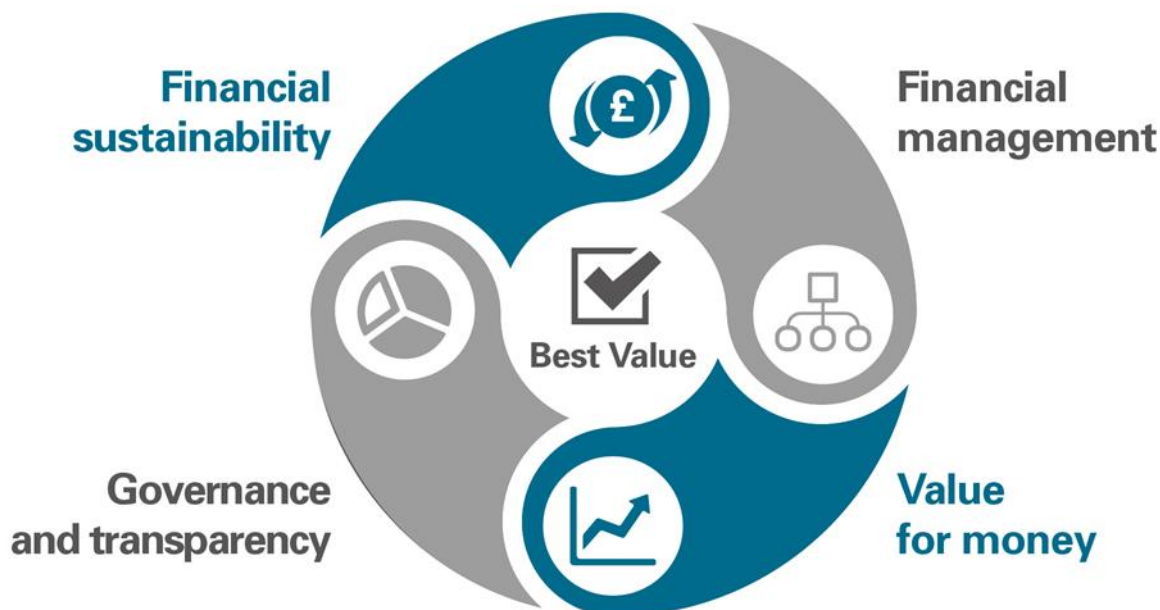 Financial
sustainability
Financial
management
£
Best Value
Governance
and transparency
Value
for money